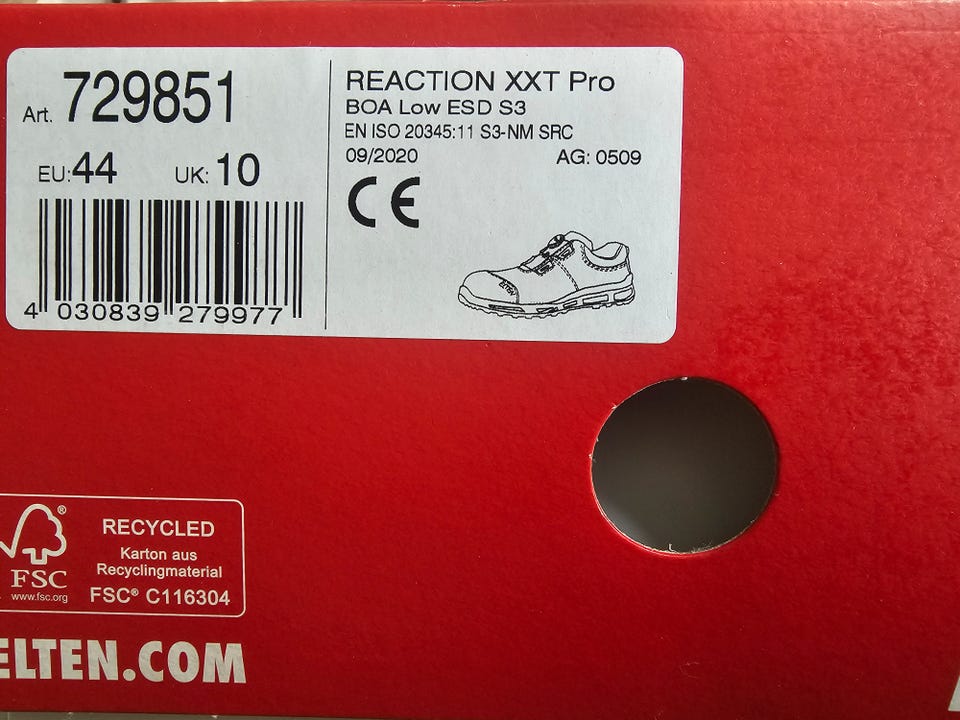 Art. 729851
EU:44 UK: 10
4 030839 279977
REACTION XXT Pro
BOA Low ESD S3
EN ISO 20345:11 S3-NM SRC
09/2020 AG: 0509
CE
ELTEN
FSC®
www.fsc.org
RECYCLED
Karton aus
Recyclingmaterial
FSC® C116304
ELTEN.COM